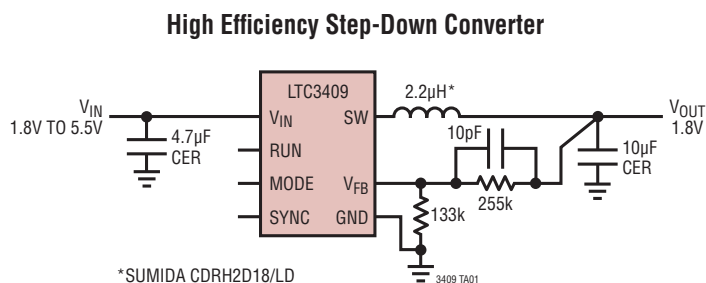 High Efficiency Step-Down Converter
LTC3409
2.2µH*
VIN
1.8V TO 5.5V
4.7µF
CER
VIN
SW
10pF
VOUT
1.8V
10µF
CER
RUN
MODE
VFB
255k
SYNC
GND
133k
*SUMIDA CDRH2D18/LD
3409 TA01